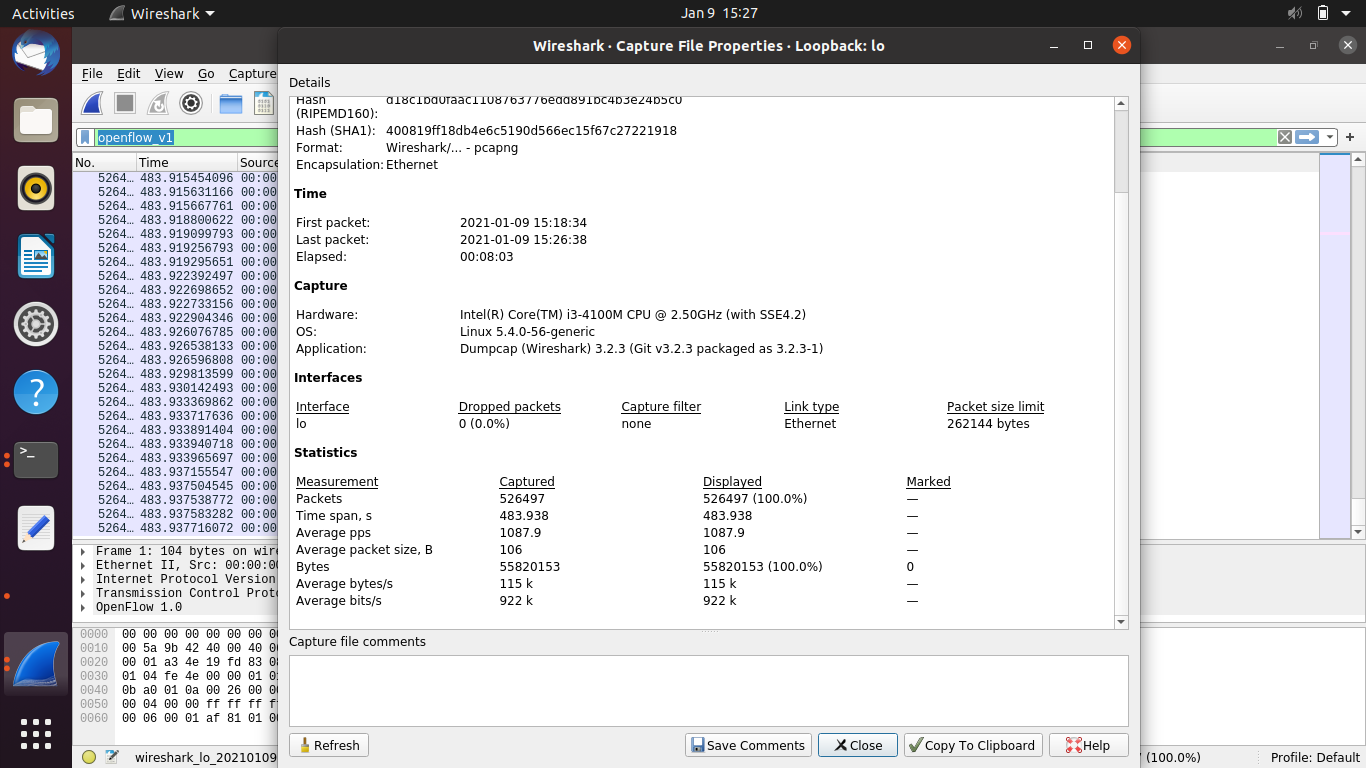 Activities Wireshark Jan 9 15:27
Wireshark · Capture File Properties · Loopback: lo
File Edit View Go Capture
Details
Hash d18c1bd0faac1108763776edd891bc4b3e24b5c0
(RIPEMD160):
Hash (SHA1): 400819ff18db4e6c5190d566ec15f67c27221918
Format: Wireshark/... - pcapng
Encapsulation: Ethernet
Time
First packet: 2021-01-09 15:18:34
Last packet: 2021-01-09 15:26:38
Elapsed: 00:08:03
Capture
Hardware: Intel(R) Core(TM) i3-4100M CPU @ 2.50GHz (with SSE4.2)
OS: Linux 5.4.0-56-generic
Application: Dumpcap (Wireshark) 3.2.3 (Git v3.2.3 packaged as 3.2.3-1)
Interfaces
Interface Dropped packets Capture filter Link type Packet size limit
lo 0 (0.0%) none Ethernet 262144 bytes
Statistics
Measurement Captured Displayed Marked
Packets 526497 526497 (100.0%) —
Time span, s 483.938 483.938 —
Average pps 1087.9 1087.9 —
Average packet size, B 106 106 —
Bytes 55820153 55820153 (100.0%) 0
Average bytes/s 115 k 115 k —
Average bits/s 922 k 922 k —
Capture file comments
Refresh Save Comments Close Copy To Clipboard Help
openflow_v1
No. Time Source
5264… 483.915454096 00:00
5264… 483.915631166 00:00
5264… 483.915667761 00:00
5264… 483.918800622 00:00
5264… 483.919099793 00:00
5264… 483.919256793 00:00
5264… 483.919295651 00:00
5264… 483.922392497 00:00
5264… 483.922698652 00:00
5264… 483.922733156 00:00
5264… 483.922904346 00:00
5264… 483.926076785 00:00
5264… 483.926538133 00:00
5264… 483.926596808 00:00
5264… 483.929813599 00:00
5264… 483.930142493 00:00
5264… 483.933369862 00:00
5264… 483.933717636 00:00
5264… 483.933891404 00:00
5264… 483.933940718 00:00
5264… 483.933965697 00:00
5264… 483.937155547 00:00
5264… 483.937504545 00:00
5264… 483.937538772 00:00
5264… 483.937583282 00:00
5264… 483.937716072 00:00
Frame 1: 104 bytes on wire
Ethernet II, Src: 00:00:00
Internet Protocol Version
Transmission Control Proto
OpenFlow 1.0
0000 00 00 00 00 00 00 00 00
0010 00 5a 9b 42 40 00 40 06
0020 00 01 a3 4e 19 fd 83 08
0030 01 04 fe 4e 00 00 01 01
0040 0b a0 01 0a 00 26 00 00
0050 00 04 00 00 ff ff ff ff
0060 00 06 00 01 af 81 01 00
wireshark_lo_20210109 (100.0%) Profile: Default